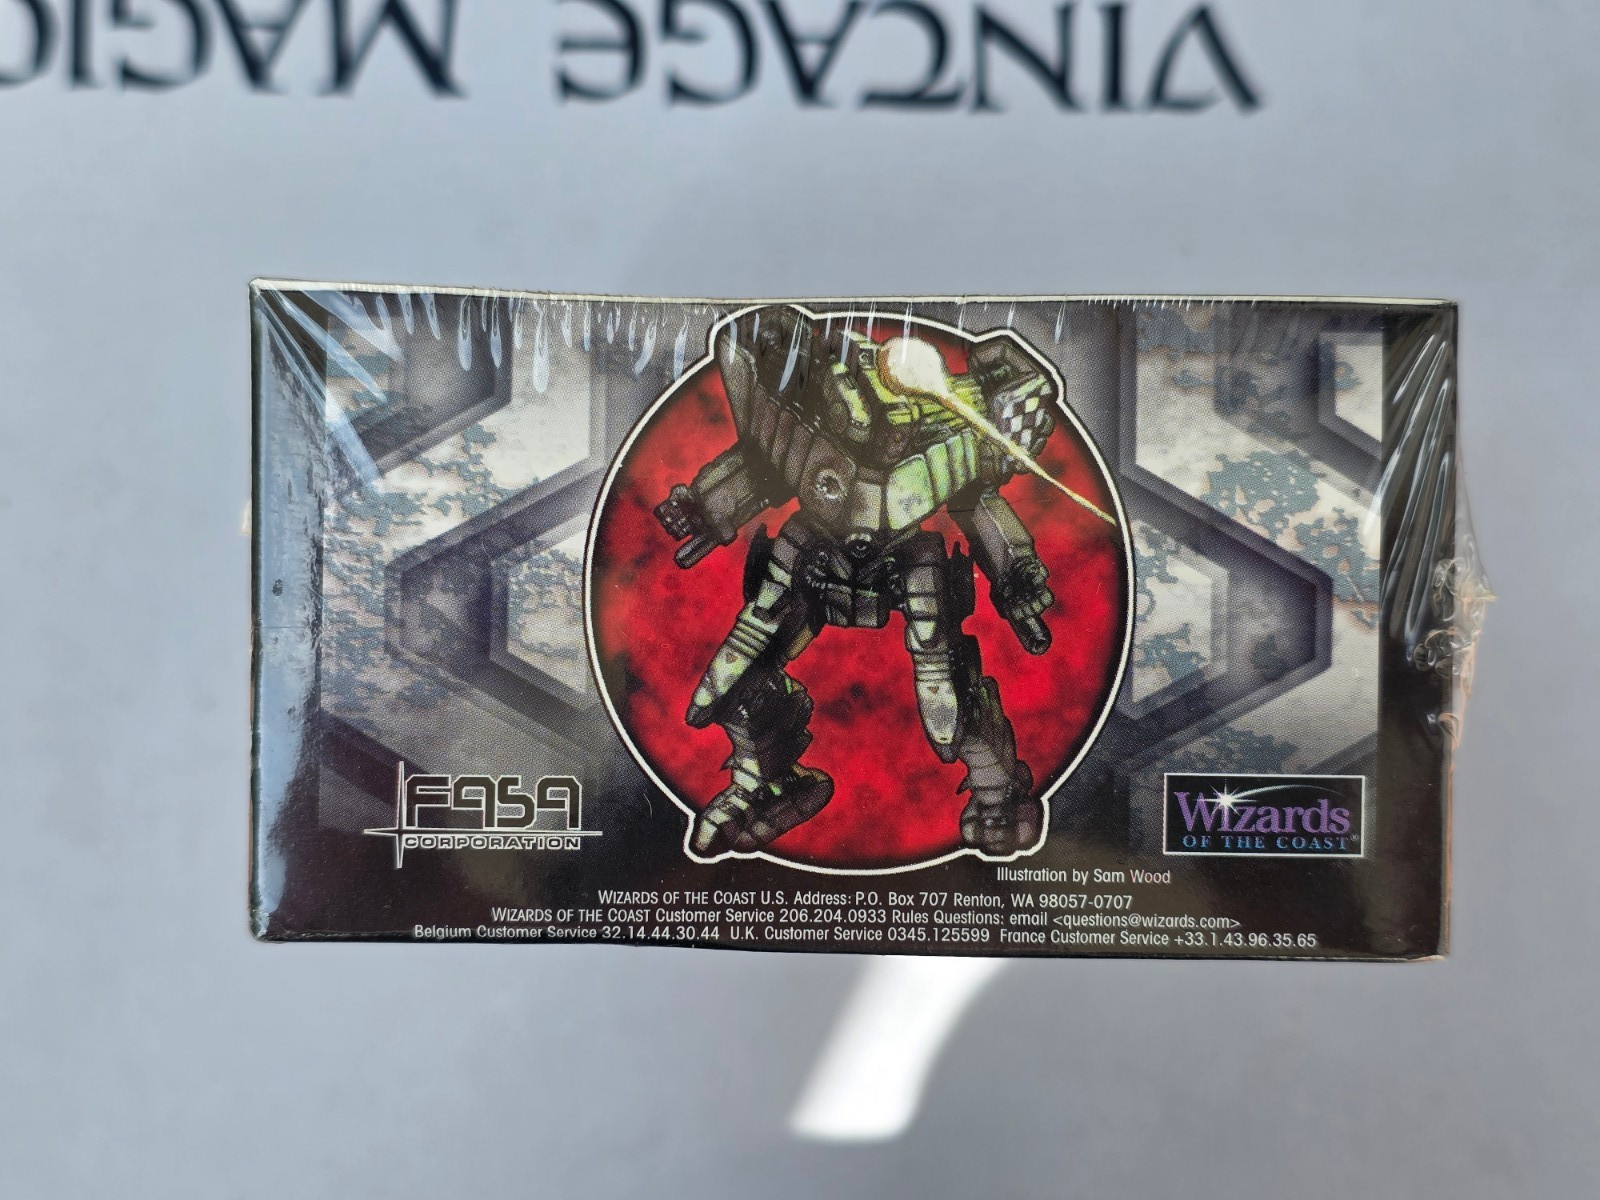 VINTAGE MAGIC
FASA
CORPORATION
Wizards
OF THE COAST®
Illustration by Sam Wood
WIZARDS OF THE COAST U.S. Address: P.O. Box 707 Renton, WA 98057-0707
WIZARDS OF THE COAST Customer Service 206.204.0933 Rules Questions: email <questions@wizards.com>
Belgium Customer Service 32.14.44.30.44 U.K. Customer Service 0345.125599 France Customer Service +33.1.43.96.35.65